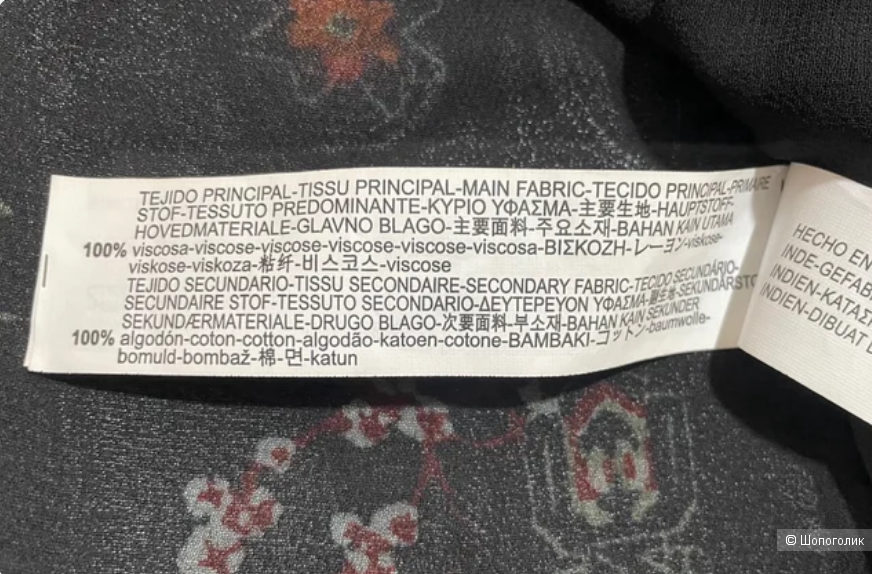 TEJIDO PRINCIPAL-TISSU PRINCIPAL-MAIN FABRIC-TECIDO PRINCIPAL-PRIMAIRE
STOF-TESSUTO PREDOMINANTE-ΚΥΡΙΟ ΥΦΑΣΜΑ-主要生地-HAUPTSTOFF-
HOVEDMATERIALE-GLAVNO BLAGO-主要面料-주요소재-BAHAN KAIN UTAMA
100% viscosa-viscose-viscose-viscose-viscose-viscosa-ΒΙΣΚΟΖΗ-レーヨン-viskose-
viskose-viskoza-粘纤-비스코스-viscose
TEJIDO SECUNDARIO-TISSU SECONDAIRE-SECONDARY FABRIC-TECIDO SECUNDÁRIO-
SECUNDAIRE STOF-TESSUTO SECONDARIO-ΔΕΥΤΕΡΕΥΟΝ ΥΦΑΣΜΑ-副生地-SEKUNDÄRSTO
SEKUNDÆRMATERIALE-DRUGO BLAGO-次要面料-부소재-BAHAN KAIN SEKUNDER
100% algodón-coton-cotton-algodão-katoen-cotone-ΒΑΜΒΑΚΙ-コットン-baumwolle-
bomuld-bombaž-棉-면-katun
HECHO EN
INDE-GEFAB
INDIEN-ΚΑΤΑΣ
INDIEN-DIBUAT
© Шопоголик